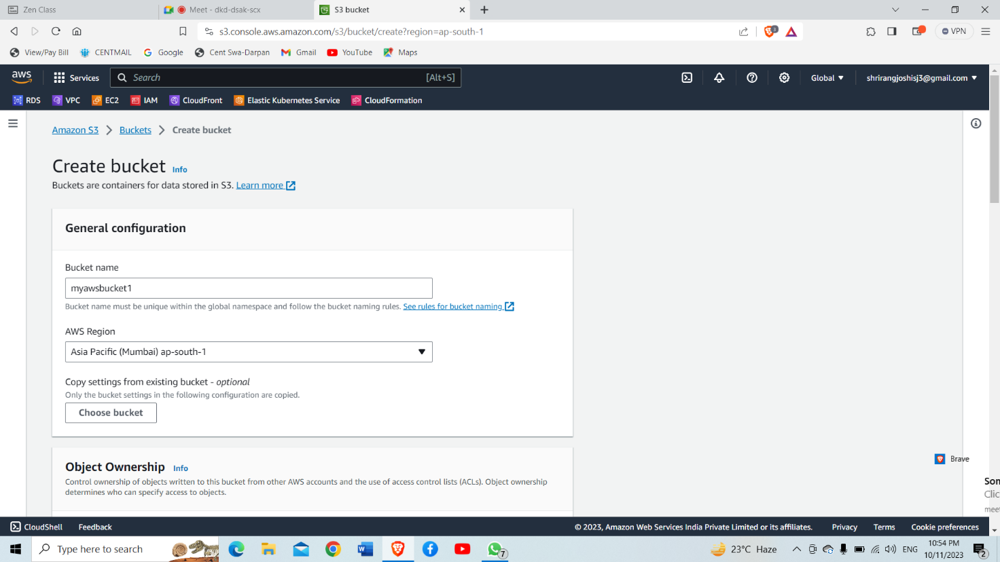 Zen Class
Meet - dkd-dsak-scx
S3 bucket
s3.console.aws.amazon.com/s3/bucket/create?region=ap-south-1
3
VPN
View/Pay Bill
CENTMAIL
Google
Cent Swa-Darpan
Gmail
YouTube
Maps
aws
Services
Search
[Alt+S]
Global
shrirangjoshisj3@gmail.com
RDS
VPC
EC2
IAM
CloudFront
Elastic Kubernetes Service
CloudFormation
Amazon S3
Buckets
Create bucket
Create bucket Info
Buckets are containers for data stored in S3. Learn more
General configuration
Bucket name
myawsbucket1
Bucket name must be unique within the global namespace and follow the bucket naming rules. See rules for bucket naming
AWS Region
Asia Pacific (Mumbai) ap-south-1
Copy settings from existing bucket - optional
Only the bucket settings in the following configuration are copied.
Choose bucket
Object Ownership Info
Control ownership of objects written to this bucket from other AWS accounts and the use of access control lists (ACLs). Object ownership
determines who can specify access to objects.
Brave
Som
Clic
meet
CloudShell
Feedback
© 2023, Amazon Web Services India Private Limited or its affiliates.
Privacy
Terms
Cookie preferences
Type here to search
7
23°C Haze
ENG
10:54 PM
10/11/2023
2